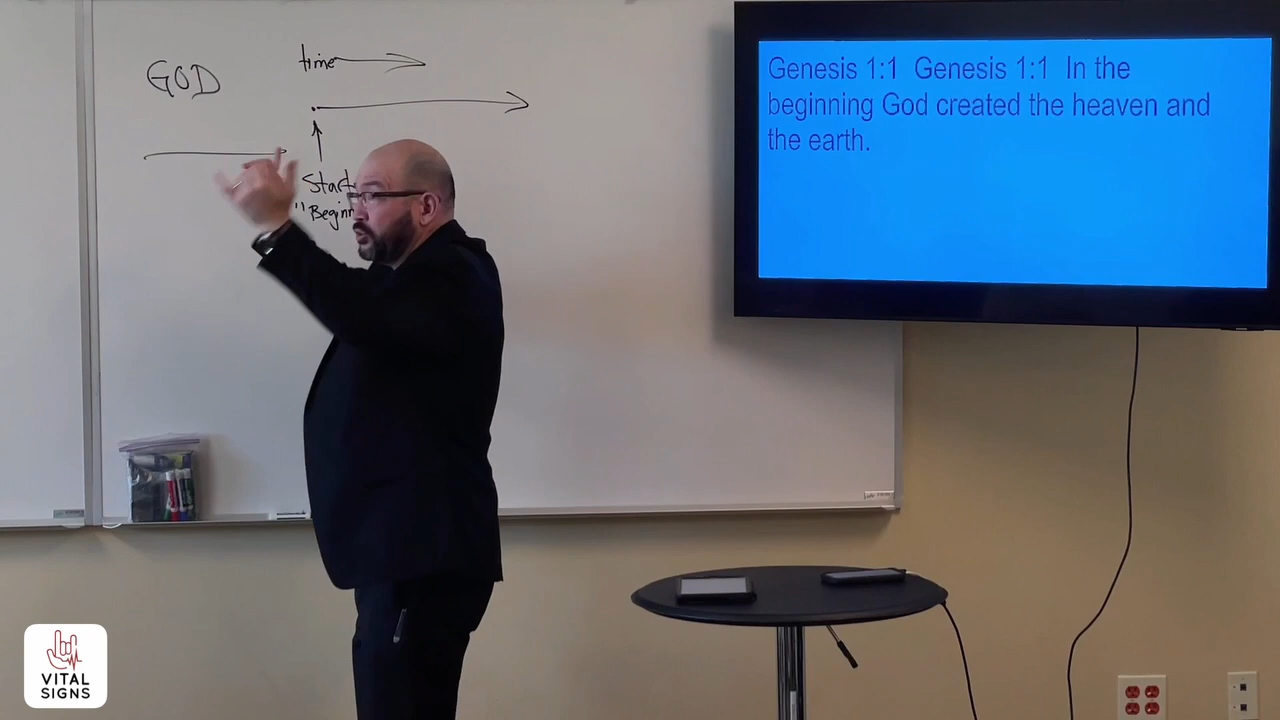 GOD
time
Start
"Beginn
Genesis 1:1 Genesis 1:1 In the
beginning God created the heaven and
the earth.
VITAL
SIGNS